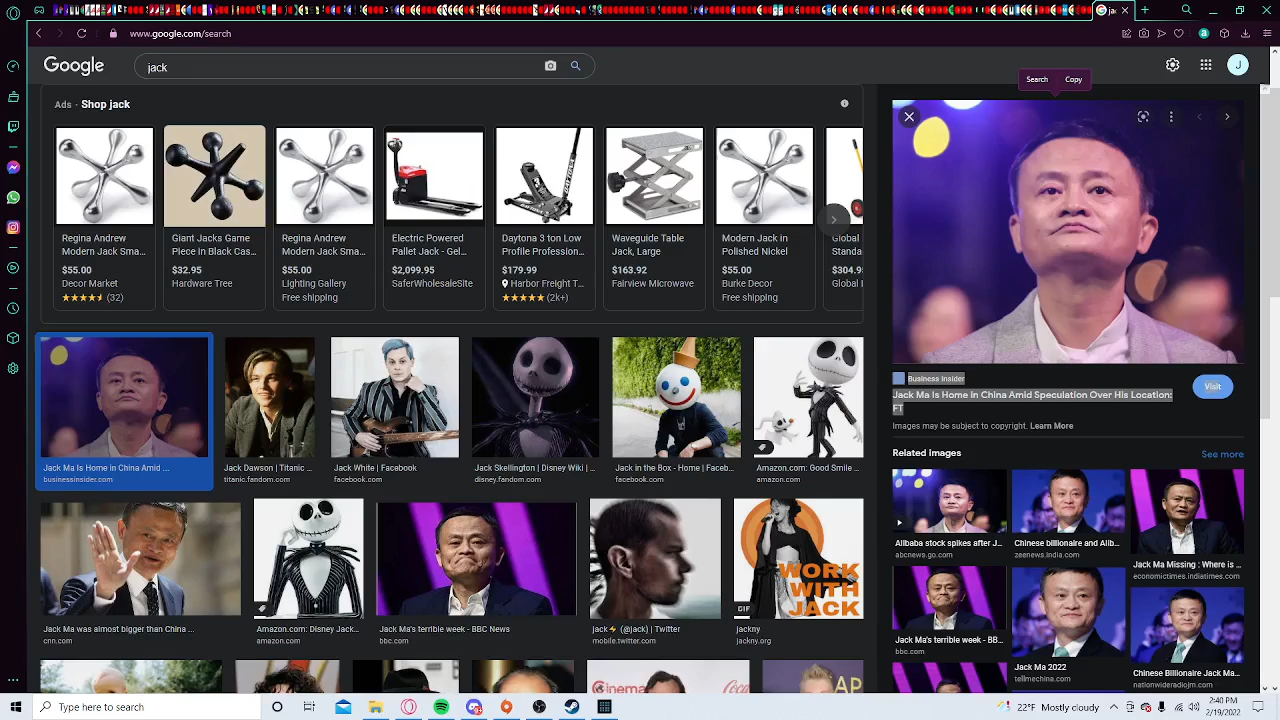 jac
www.google.com/search
Google
jack
J
Search Copy
Ads · Shop jack
Regina Andrew
Modern Jack Sma...
$55.00
Decor Market
(32)
Giant Jacks Game
Piece in Black Cas...
$32.95
Hardware Tree
Regina Andrew
Modern Jack Sma...
$55.00
Lighting Gallery
Free shipping
Electric Powered
Pallet Jack - Gel...
$2,099.95
SaferWholesaleSite
Daytona 3 ton Low
Profile Profession...
$179.99
Harbor Freight T...
(2k+)
Waveguide Table
Jack, Large
$163.92
Fairview Microwave
Modern Jack in
Polished Nickel
$55.00
Burke Decor
Free shipping
Global
Standa
$304.9
Global I
Jack Ma Is Home In China Amid ...
businessinsider.com
Jack Dawson | Titanic ...
titanic.fandom.com
Jack White | Facebook
facebook.com
Jack Skellington | Disney Wiki | ...
disney.fandom.com
Jack in the Box - Home | Faceb...
facebook.com
Amazon.com: Good Smile ...
amazon.com
Jack Ma was almost bigger than China ...
cnn.com
Amazon.com: Disney Jack...
amazon.com
Jack Ma's terrible week - BBC News
bbc.com
jack⚡ (@jack) | Twitter
mobile.twitter.com
WORK
WITH
JACK
GIF
jackny
jackny.org
Cinema
Coca
AP
Business Insider
Jack Ma Is Home In China Amid Speculation Over His Location:
FT
Visit
Images may be subject to copyright. Learn More
Related Images
See more
Alibaba stock spikes after J...
abcnews.go.com
Chinese billionaire and Alib...
zeenews.india.com
Jack Ma Missing : Where is ...
economictimes.indiatimes.com
Jack Ma's terrible week - BB...
bbc.com
Jack Ma 2022
tellmechina.com
Chinese Billionaire Jack Ma...
nationwideradiojm.com
Type here to search
22°F Mostly cloudy
2:40 PM
2/19/2022